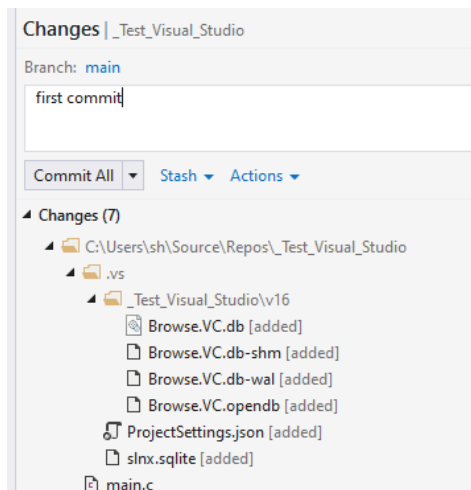 Changes | _Test_Visual_Studio
Branch: main
first commit
Commit All Stash Actions
Changes (7)
C:\Users\sh\Source\Repos\_Test_Visual_Studio
.vs
_Test_Visual_Studio\v16
Browse.VC.db [added]
Browse.VC.db-shm [added]
Browse.VC.db-wal [added]
Browse.VC.opendb [added]
ProjectSettings.json [added]
slnx.sqlite [added]
main.c